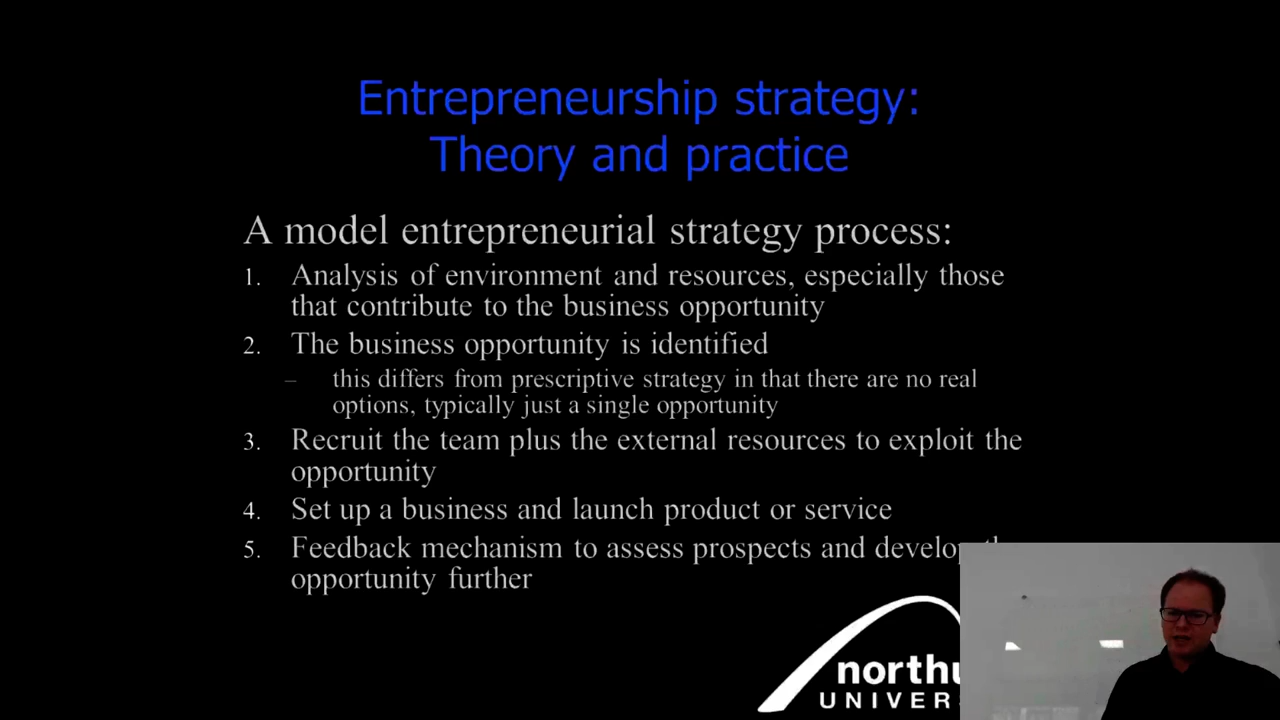 Entrepreneurship strategy:
Theory and practice
A model entrepreneurial strategy process:
1. Analysis of environment and resources, especially those
that contribute to the business opportunity
2. The business opportunity is identified
– this differs from prescriptive strategy in that there are no real
options, typically just a single opportunity
3. Recruit the team plus the external resources to exploit the
opportunity
4. Set up a business and launch product or service
5. Feedback mechanism to assess prospects and
opportunity further